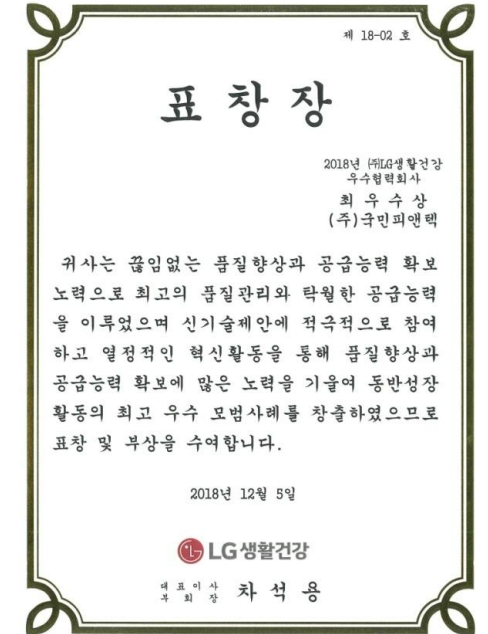 제 18-02 호
표 창 장
2018년 ㈜LG생활건강
우수협력회사
최 우 수 상
(주)국민피앤텍
귀사는 끊임없는 품질향상과 공급능력 확보
노력으로 최고의 품질관리와 탁월한 공급능력
을 이루었으며 신기술제안에 적극적으로 참여
하고 열정적인 혁신활동을 통해 품질향상과
공급능력 확보에 많은 노력을 기울여 동반성장
활동의 최고 우수 모범사례를 창출하였으므로
표창 및 부상을 수여합니다.
2018년 12월 5일
LG생활건강
대표이사
부회장 차 석 용